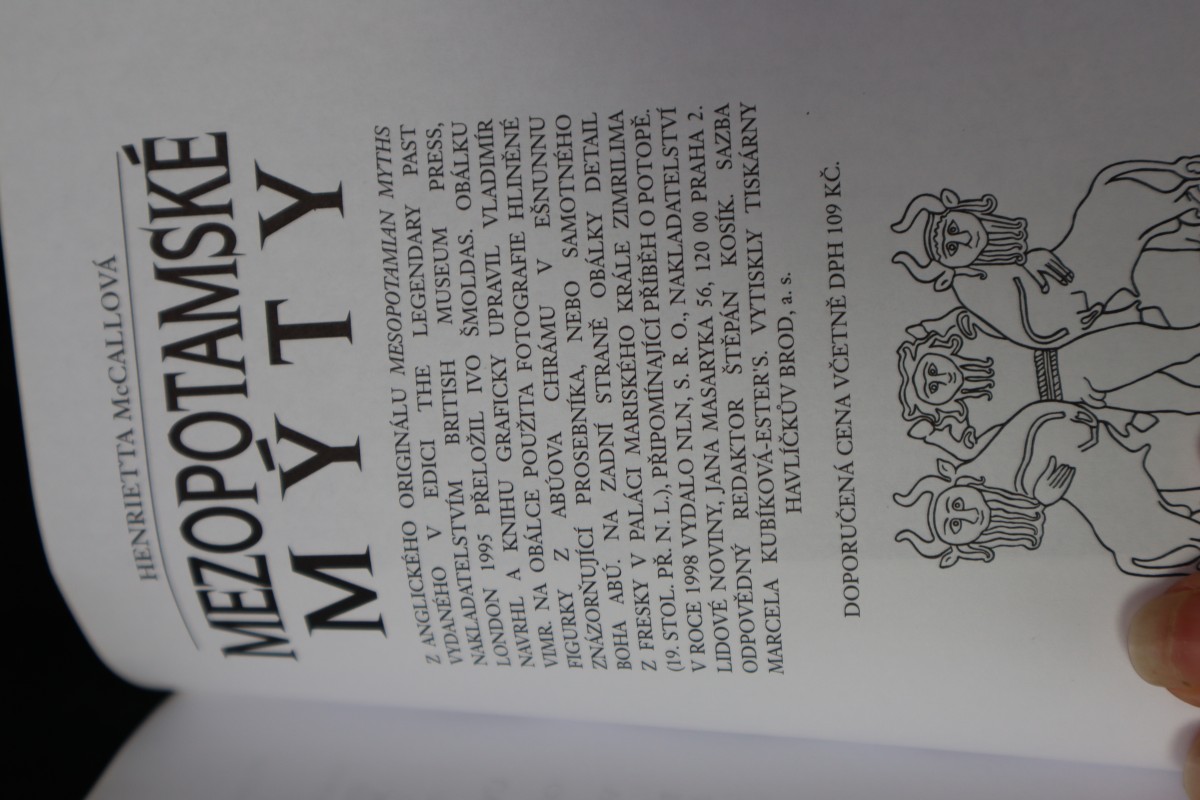 HENRIETTA McCALLOVÁ
MEZOPOTAMSKÉ
MÝTY
Z ANGLICKÉHO ORIGINÁLU MESOPOTAMIAN MYTHS
VYDANÉHO V EDICI THE LEGENDARY PAST
NAKLADATELSTVÍM BRITISH MUSEUM PRESS,
LONDON 1995 PŘELOŽIL IVO ŠMOLDAS. OBÁLKU
NAVRHL A KNIHU GRAFICKY UPRAVIL VLADIMÍR
VIMR. NA OBÁLCE POUŽITA FOTOGRAFIE HLINĚNÉ
FIGURKY Z ABÚOVA CHRÁMU V EŠNUNNU
ZNÁZORŇUJÍCÍ PROSEBNÍKA, NEBO SAMOTNÉHO
BOHA ABÚ. NA ZADNÍ STRANĚ OBÁLKY DETAIL
Z FRESKY V PALÁCI MARISKÉHO KRÁLE ZIMRILIMA
(19. STOL. PŘ. N. L.), PŘIPOMÍNAJÍCÍ PŘÍBĚH O POTOPĚ.
V ROCE 1998 VYDALO NLN, S. R. O., NAKLADATELSTVÍ
LIDOVÉ NOVINY, JANA MASARYKA 56, 120 00 PRAHA 2.
ODPOVĚDNÝ REDAKTOR ŠTĚPÁN KOSÍK. SAZBA
MARCELA KUBÍKOVÁ-ESTER'S. VYTISKLY TISKÁRNY
HAVLÍČKŮV BROD, a. s.
DOPORUČENÁ CENA VČETNĚ DPH 109 KČ.